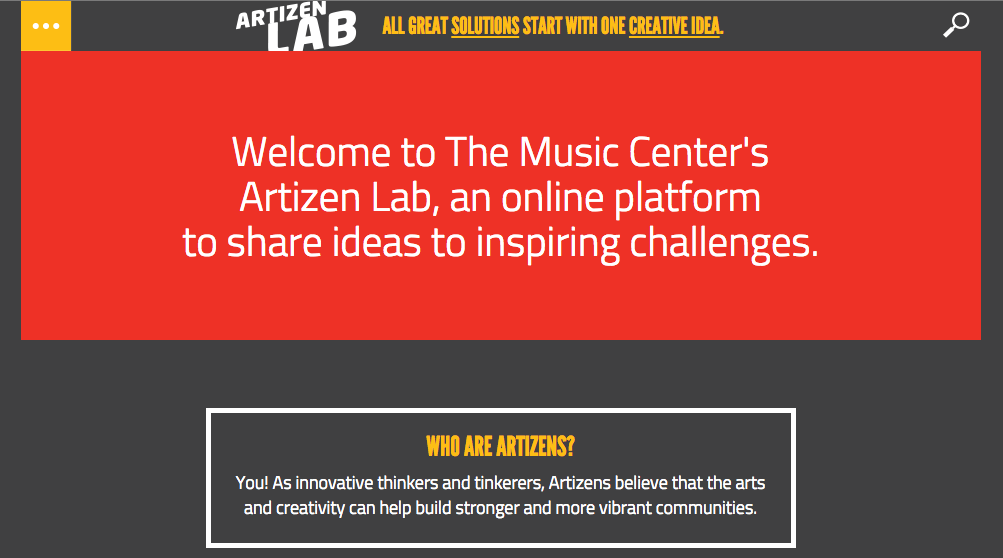 ARTIZEN
LAB
ALL GREAT SOLUTIONS START WITH ONE CREATIVE IDEA.
Welcome to The Music Center's
Artizen Lab, an online platform
to share ideas to inspiring challenges.
WHO ARE ARTIZENS?
You! As innovative thinkers and tinkerers, Artizens believe that the arts
and creativity can help build stronger and more vibrant communities.